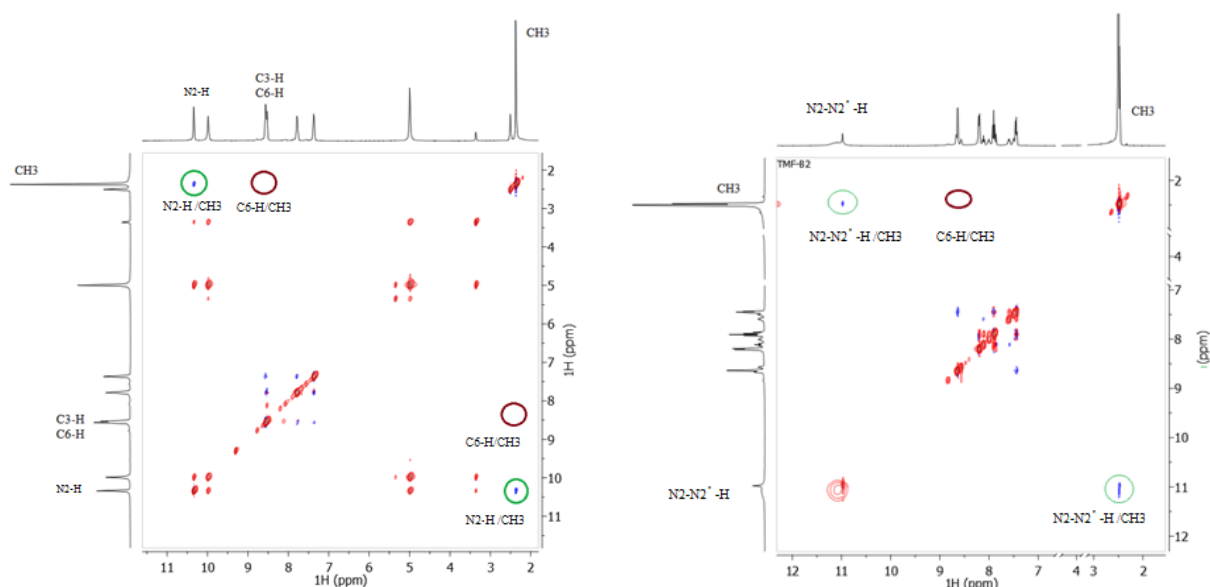 CH3
N2-H
C3-H
C6-H
CH3
N2-H /CH3
C6-H/CH3
2
3
4
5
6
7
8
9
10
11
1H (ppm)
C3-H
C6-H
C6-H/CH3
N2-H
N2-H /CH3
11 10 9 8 7 6 5 4 3 2
1H (ppm)
N2-N2* -H
CH3
TMF-B2
CH3
N2-N2* -H /CH3
C6-H/CH3
2
4
7
8
9
10
11
12
N2-N2* -H
N2-N2* -H /CH3
12 11 10 9 8 7 4 3 2
1H (ppm)